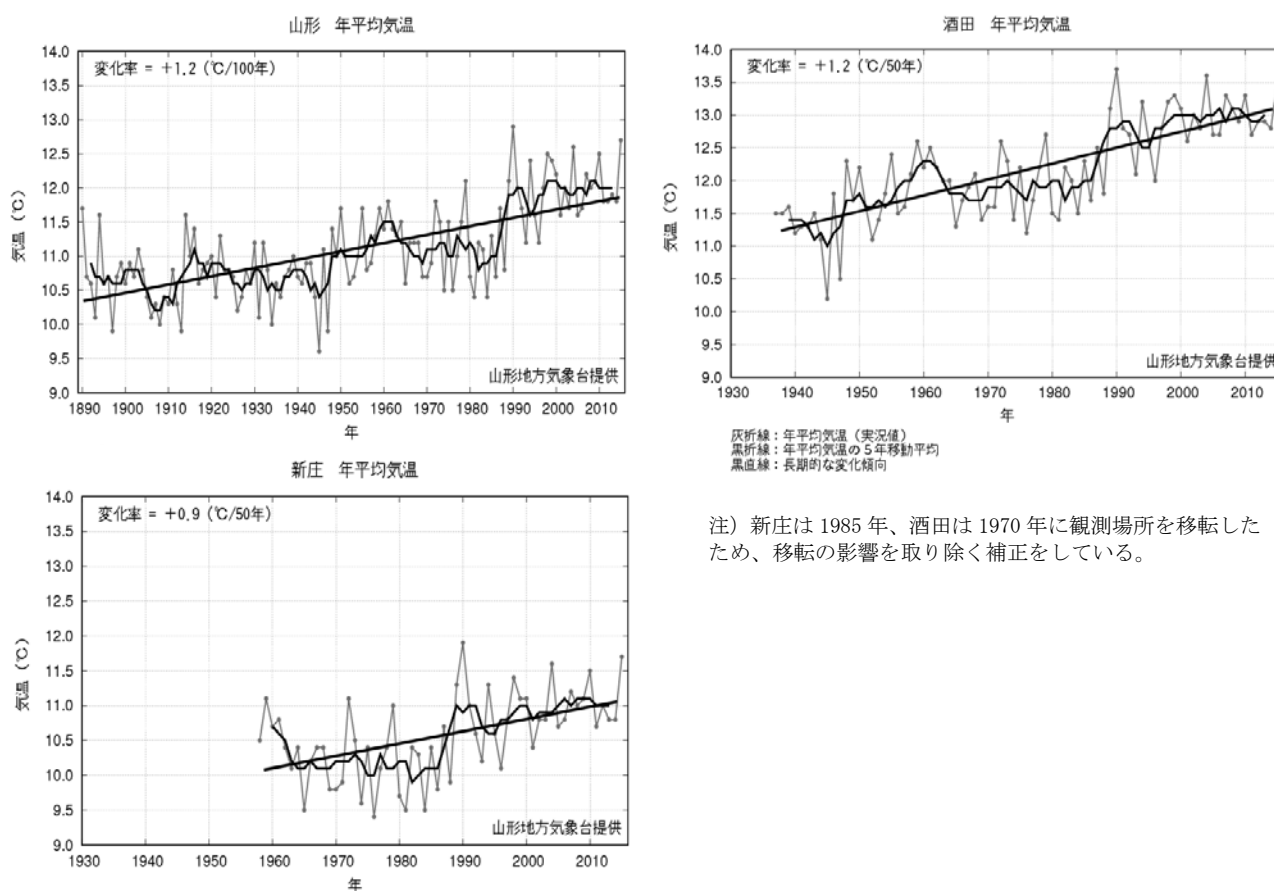 山形 年平均気温
変化率 = +1.2 (℃/100年)
14.0
13.5
13.0
12.5
12.0
11.5
11.0
10.5
10.0
9.5
9.0
気温 (℃)
山形地方気象台提供
1890 1900 1910 1920 1930 1940 1950 1960 1970 1980 1990 2000 2010
年
酒田 年平均気温
変化率 = +1.2 (℃/50年)
14.0
13.5
13.0
12.5
12.0
11.5
11.0
10.5
10.0
9.5
9.0
気温 (℃)
山形地方気象台提供
1930 1940 1950 1960 1970 1980 1990 2000 2010
年
灰折線:年平均気温 (実況値)
黒折線:年平均気温の5年移動平均
黒直線:長期的な変化傾向
新庄 年平均気温
変化率 = +0.9 (℃/50年)
14.0
13.5
13.0
12.5
12.0
11.5
11.0
10.5
10.0
9.5
9.0
気温 (℃)
山形地方気象台提供
1930 1940 1950 1960 1970 1980 1990 2000 2010
年
注) 新庄は 1985 年、酒田は 1970 年に観測場所を移転した
ため、移転の影響を取り除く補正をしている。